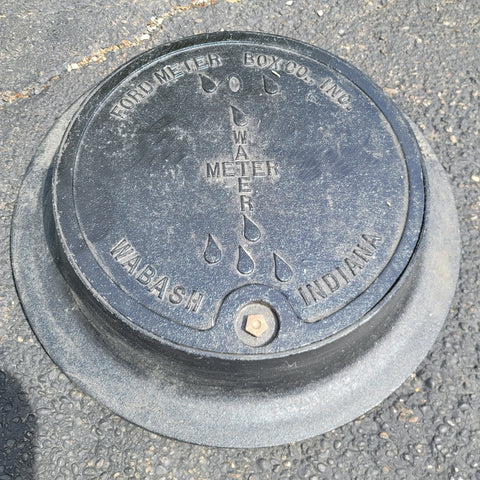 FORD METER BOX CO., INC.
WATER
METER
WABASH INDIANA